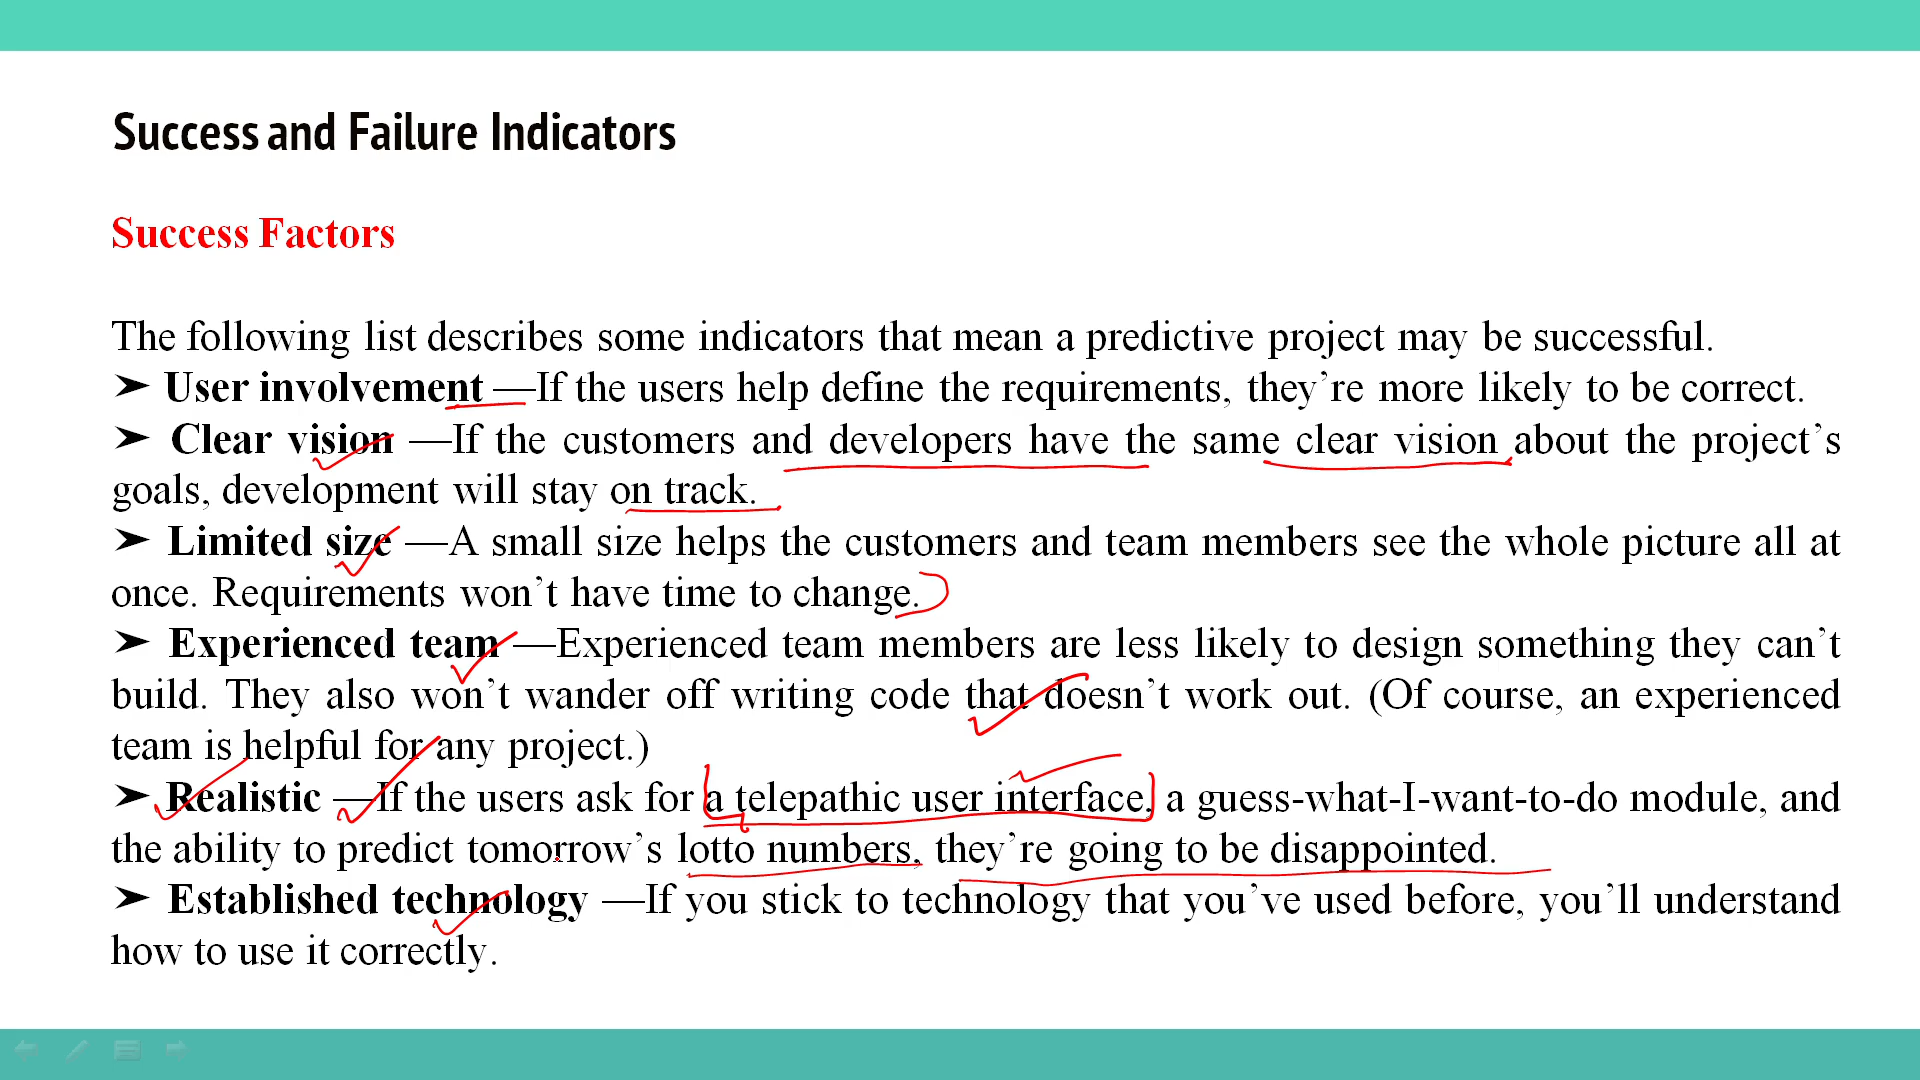 Success and Failure Indicators
Success Factors
The following list describes some indicators that mean a predictive project may be successful.
➤ User involvement —If the users help define the requirements, they’re more likely to be correct.
➤ Clear vision —If the customers and developers have the same clear vision about the project’s
goals, development will stay on track.
➤ Limited size —A small size helps the customers and team members see the whole picture all at
once. Requirements won’t have time to change.
➤ Experienced team —Experienced team members are less likely to design something they can’t
build. They also won’t wander off writing code that doesn’t work out. (Of course, an experienced
team is helpful for any project.)
➤ Realistic —If the users ask for a telepathic user interface, a guess-what-I-want-to-do module, and
the ability to predict tomorrow’s lotto numbers, they’re going to be disappointed.
➤ Established technology —If you stick to technology that you’ve used before, you’ll understand
how to use it correctly.